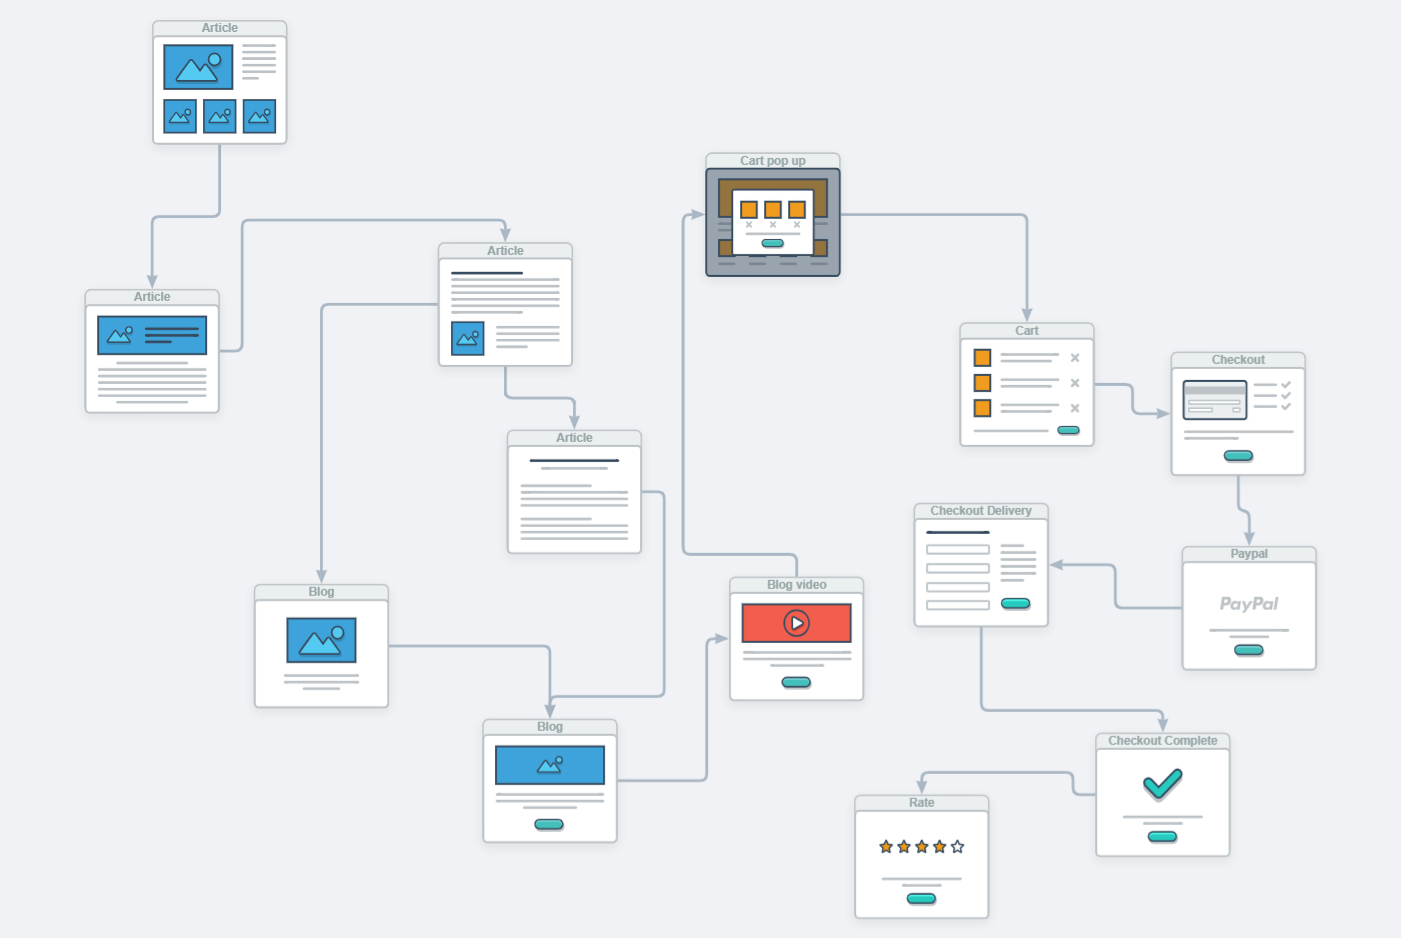 Article
Article
Article
Article
Blog
Blog
Blog video
Cart pop up
Cart
Checkout
Paypal
PayPal
Checkout Delivery
Checkout Complete
Rate